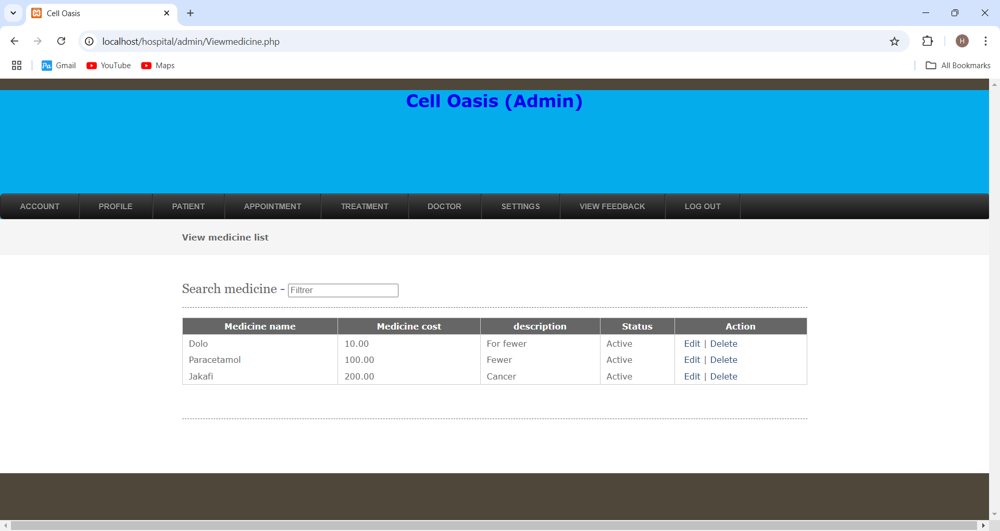 Cell Oasis
localhost/hospital/admin/Viewmedicine.php
H
Pa Gmail YouTube Maps All Bookmarks
Cell Oasis (Admin)
ACCOUNT PROFILE PATIENT APPOINTMENT TREATMENT DOCTOR SETTINGS VIEW FEEDBACK LOG OUT
View medicine list
Search medicine - Filtrer
Medicine name Medicine cost description Status Action
Dolo 10.00 For fewer Active Edit | Delete
Paracetamol 100.00 Fewer Active Edit | Delete
Jakafi 200.00 Cancer Active Edit | Delete